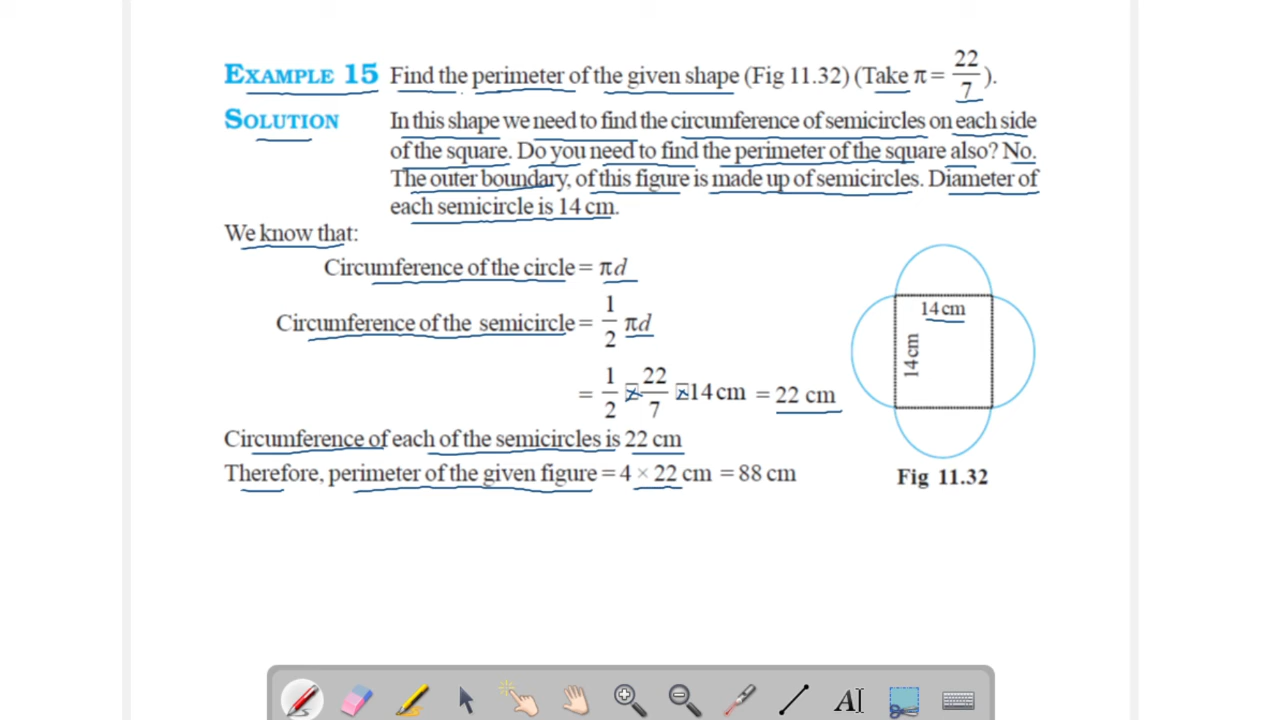 EXAMPLE 15 Find the perimeter of the given shape (Fig 11.32) (Take π = 22/7).
SOLUTION In this shape we need to find the circumference of semicircles on each side
of the square. Do you need to find the perimeter of the square also? No.
The outer boundary, of this figure is made up of semicircles. Diameter of
each semicircle is 14 cm.
We know that:
Circumference of the circle = πd
Circumference of the semicircle = 1/2 πd
= 1/2 × 22/7 × 14 cm = 22 cm
Circumference of each of the semicircles is 22 cm
Therefore, perimeter of the given figure = 4 × 22 cm = 88 cm
14 cm
14 cm
Fig 11.32
AI